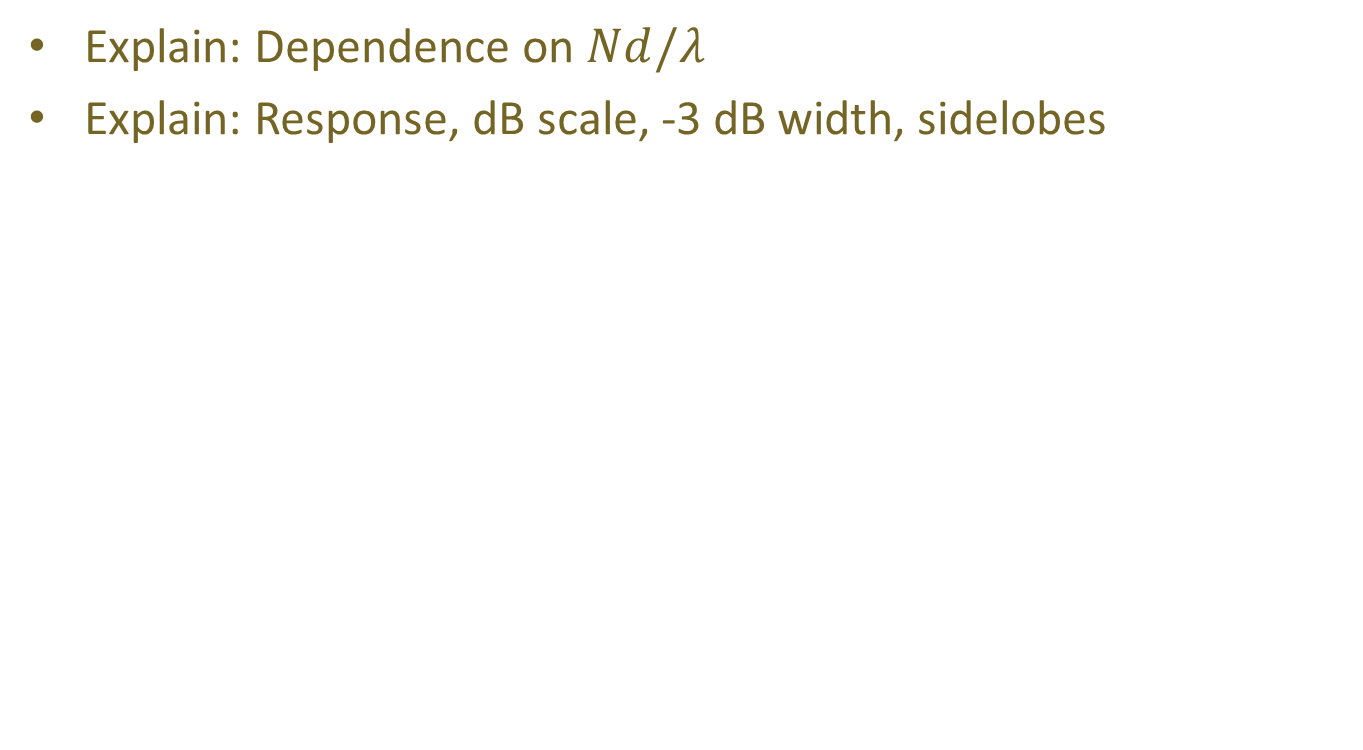 • Explain: Dependence on 𝑁𝑑/𝜆
• Explain: Response, dB scale, -3 dB width, sidelobes